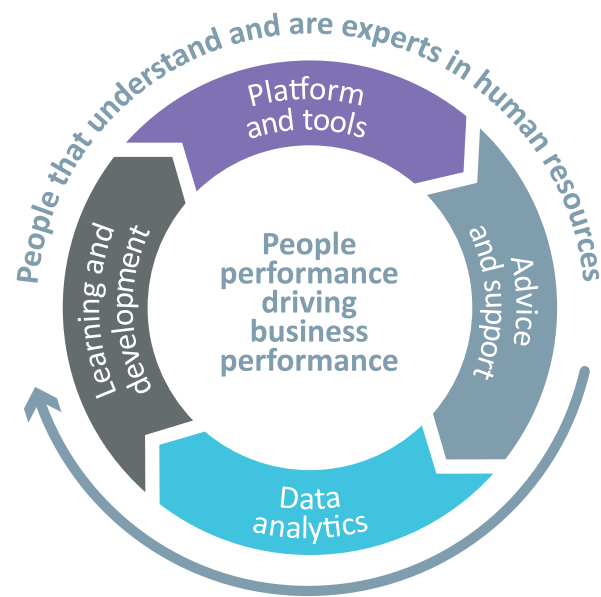 People that understand and are experts in human resources
Platform
and tools
Advice
and support
Data
analytics
Learning and
development
People
performance
driving
business
performance